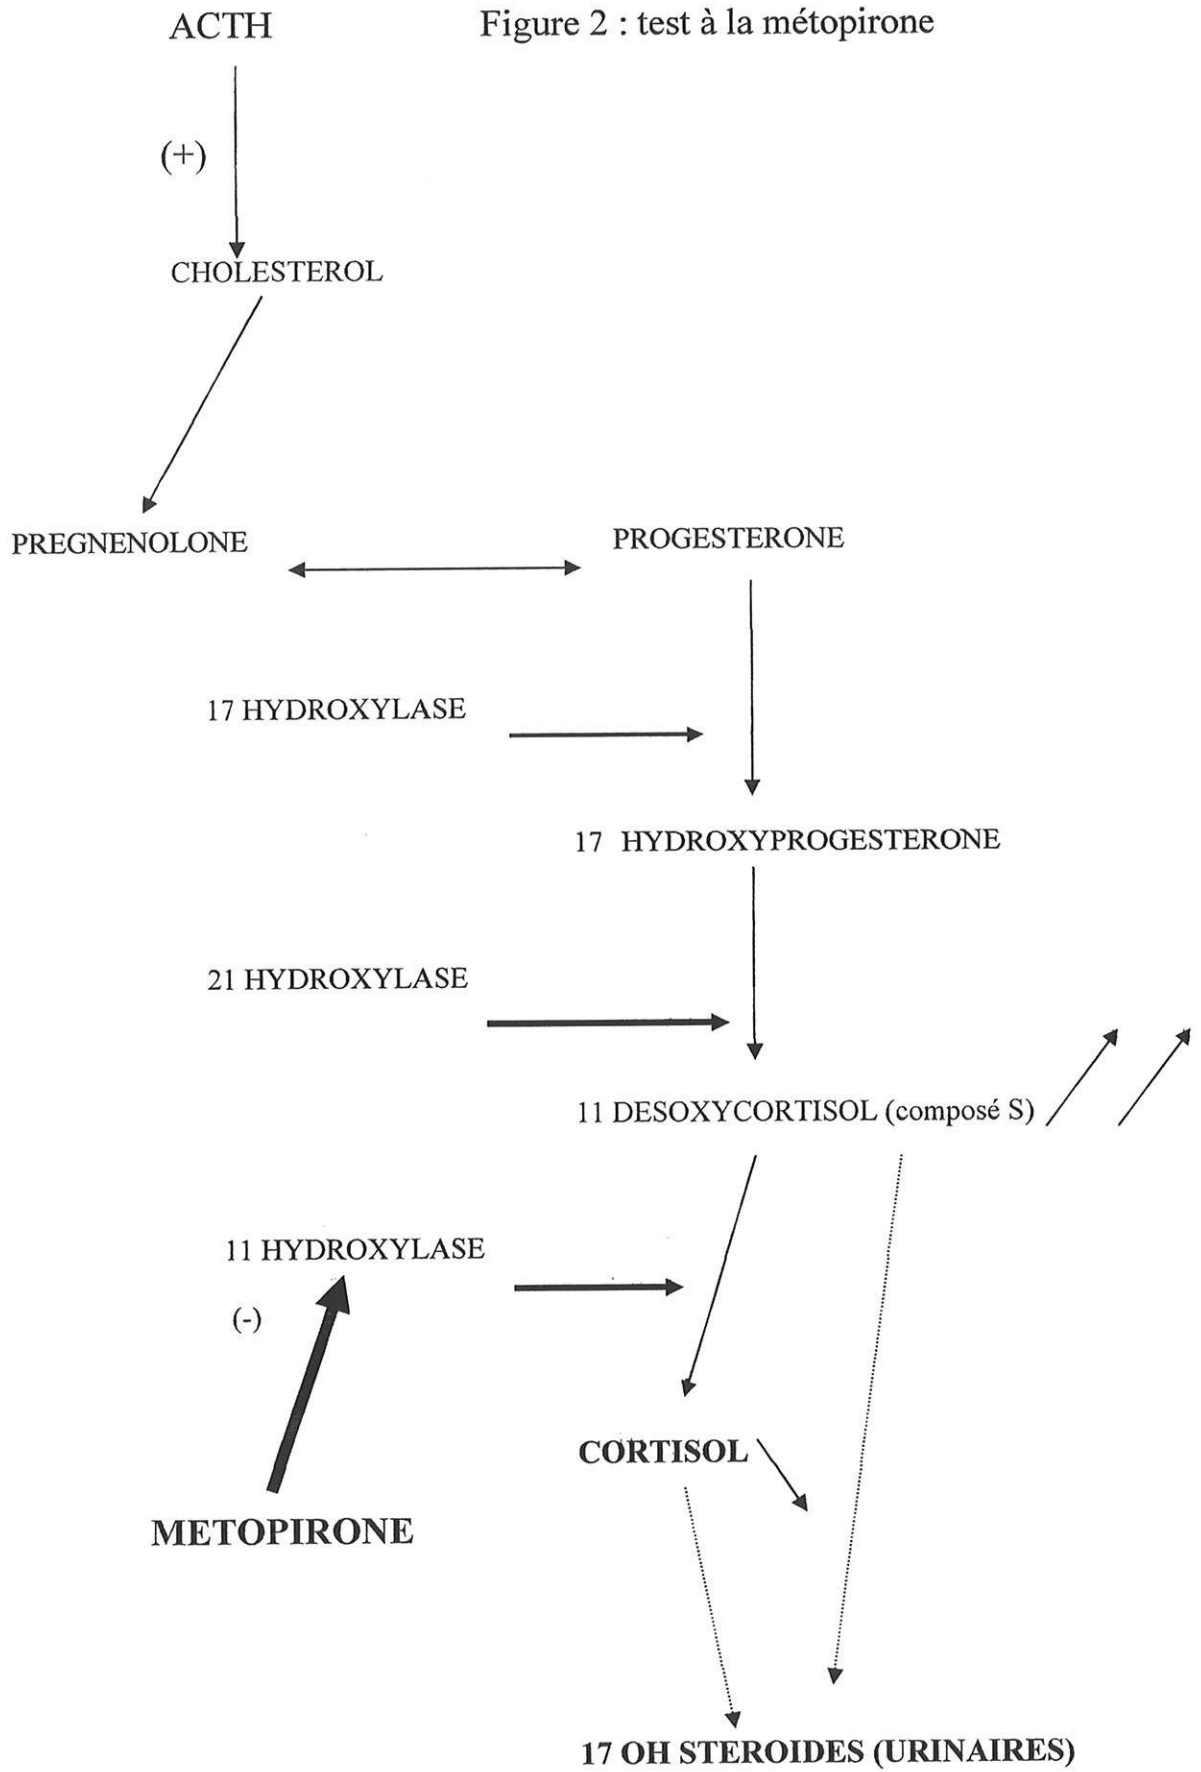 ACTH
Figure 2 : test à la métopirone
(+)
CHOLESTEROL
PREGNENOLONE
PROGESTERONE
17 HYDROXYLASE
17 HYDROXYPROGESTERONE
21 HYDROXYLASE
11 DESOXYCORTISOL (composé S)
11 HYDROXYLASE
(-)
CORTISOL
METOPIRONE
17 OH STEROIDES (URINAIRES)